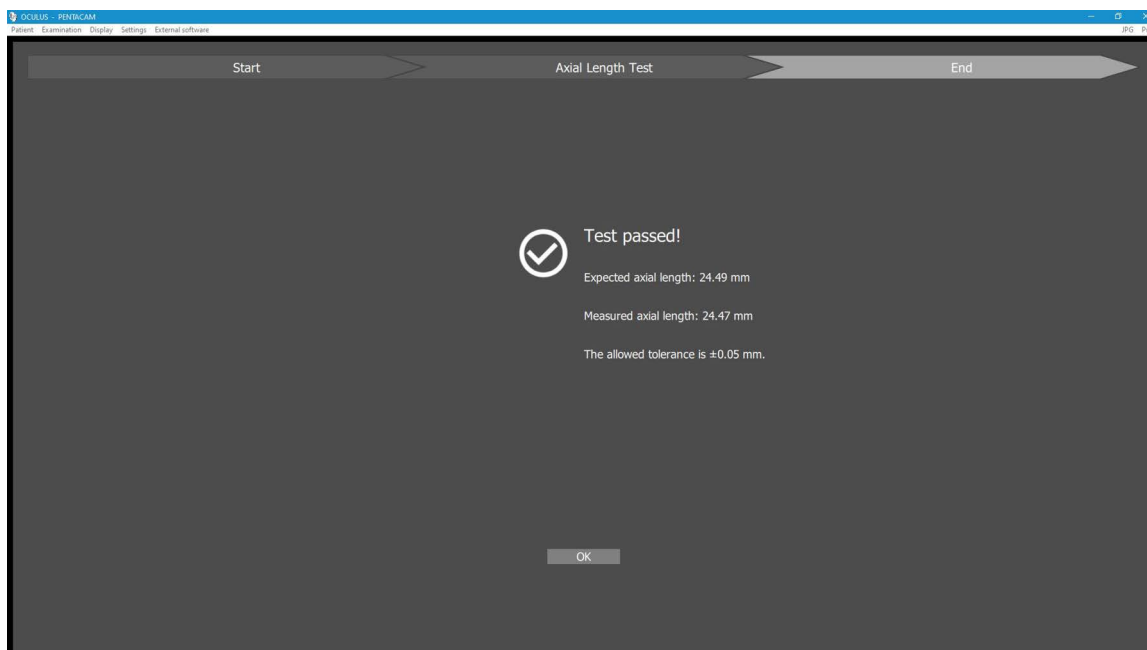 OCULUS - PENTACAM
Patient Examination Display Settings External software JPG
Start Axial Length Test End
Test passed!
Expected axial length: 24.49 mm
Measured axial length: 24.47 mm
The allowed tolerance is ±0.05 mm.
OK